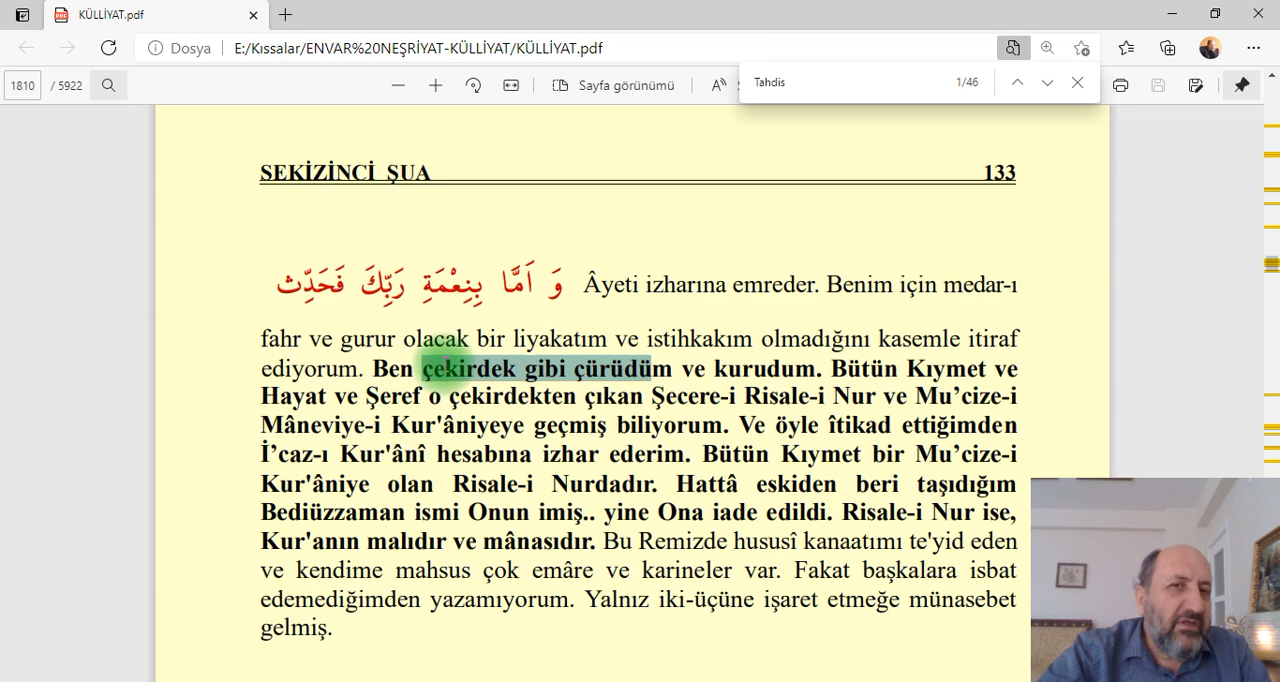 KÜLLİYAT.pdf
Dosya E:/Kıssalar/ENVAR%20NEŞRİYAT-KÜLLİYAT/KÜLLİYAT.pdf
1810 / 5922 Sayfa görünümü
Tahdis 1/46
SEKİZİNCİ ŞUA 133
وَ اَمَّا بِنِعْمَةِ رَبِّكَ فَحَدِّث Âyeti izharına emreder. Benim için medar-ı
fahr ve gurur olacak bir liyakatım ve istihkakım olmadığını kasemle itiraf
ediyorum. Ben çekirdek gibi çürüdüm ve kurudum. Bütün Kıymet ve
Hayat ve Şeref o çekirdekten çıkan Şecere-i Risale-i Nur ve Mu’cize-i
Mâneviye-i Kur'âniyeye geçmiş biliyorum. Ve öyle îtikad ettiğimden
İ’caz-ı Kur'ânî hesabına izhar ederim. Bütün Kıymet bir Mu’cize-i
Kur'âniye olan Risale-i Nurdadır. Hattâ eskiden beri taşıdığım
Bediüzzaman ismi Onun imiş.. yine Ona iade edildi. Risale-i Nur ise,
Kur'anın malıdır ve mânasıdır. Bu Remizde hususî kanaatımı te'yid eden
ve kendime mahsus çok emâre ve karineler var. Fakat başkalara isbat
edemediğimden yazamıyorum. Yalnız iki-üçüne işaret etmeğe münasebet
gelmiş.